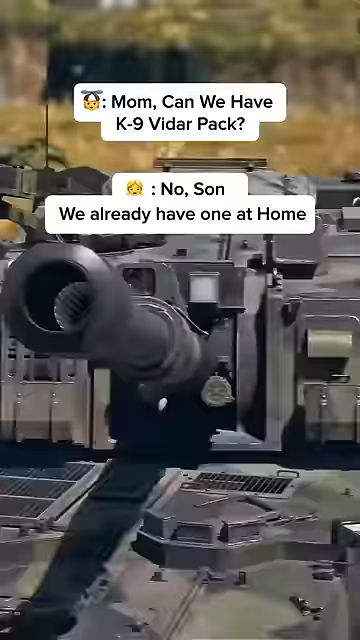 👦: Mom, Can We Have
K-9 Vidar Pack?
👧 : No, Son
We already have one at Home